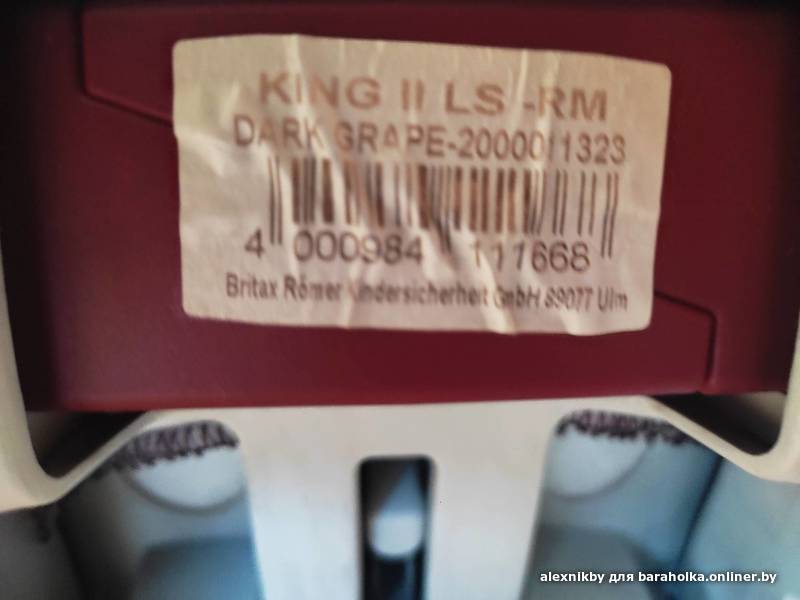 KING II LS -RM
DARK GRAPE-2000011323
4 000984 111668
Britax Römer Kindersicherheit GmbH 89077 Ulm
alexnikby для baraholka.onliner.by